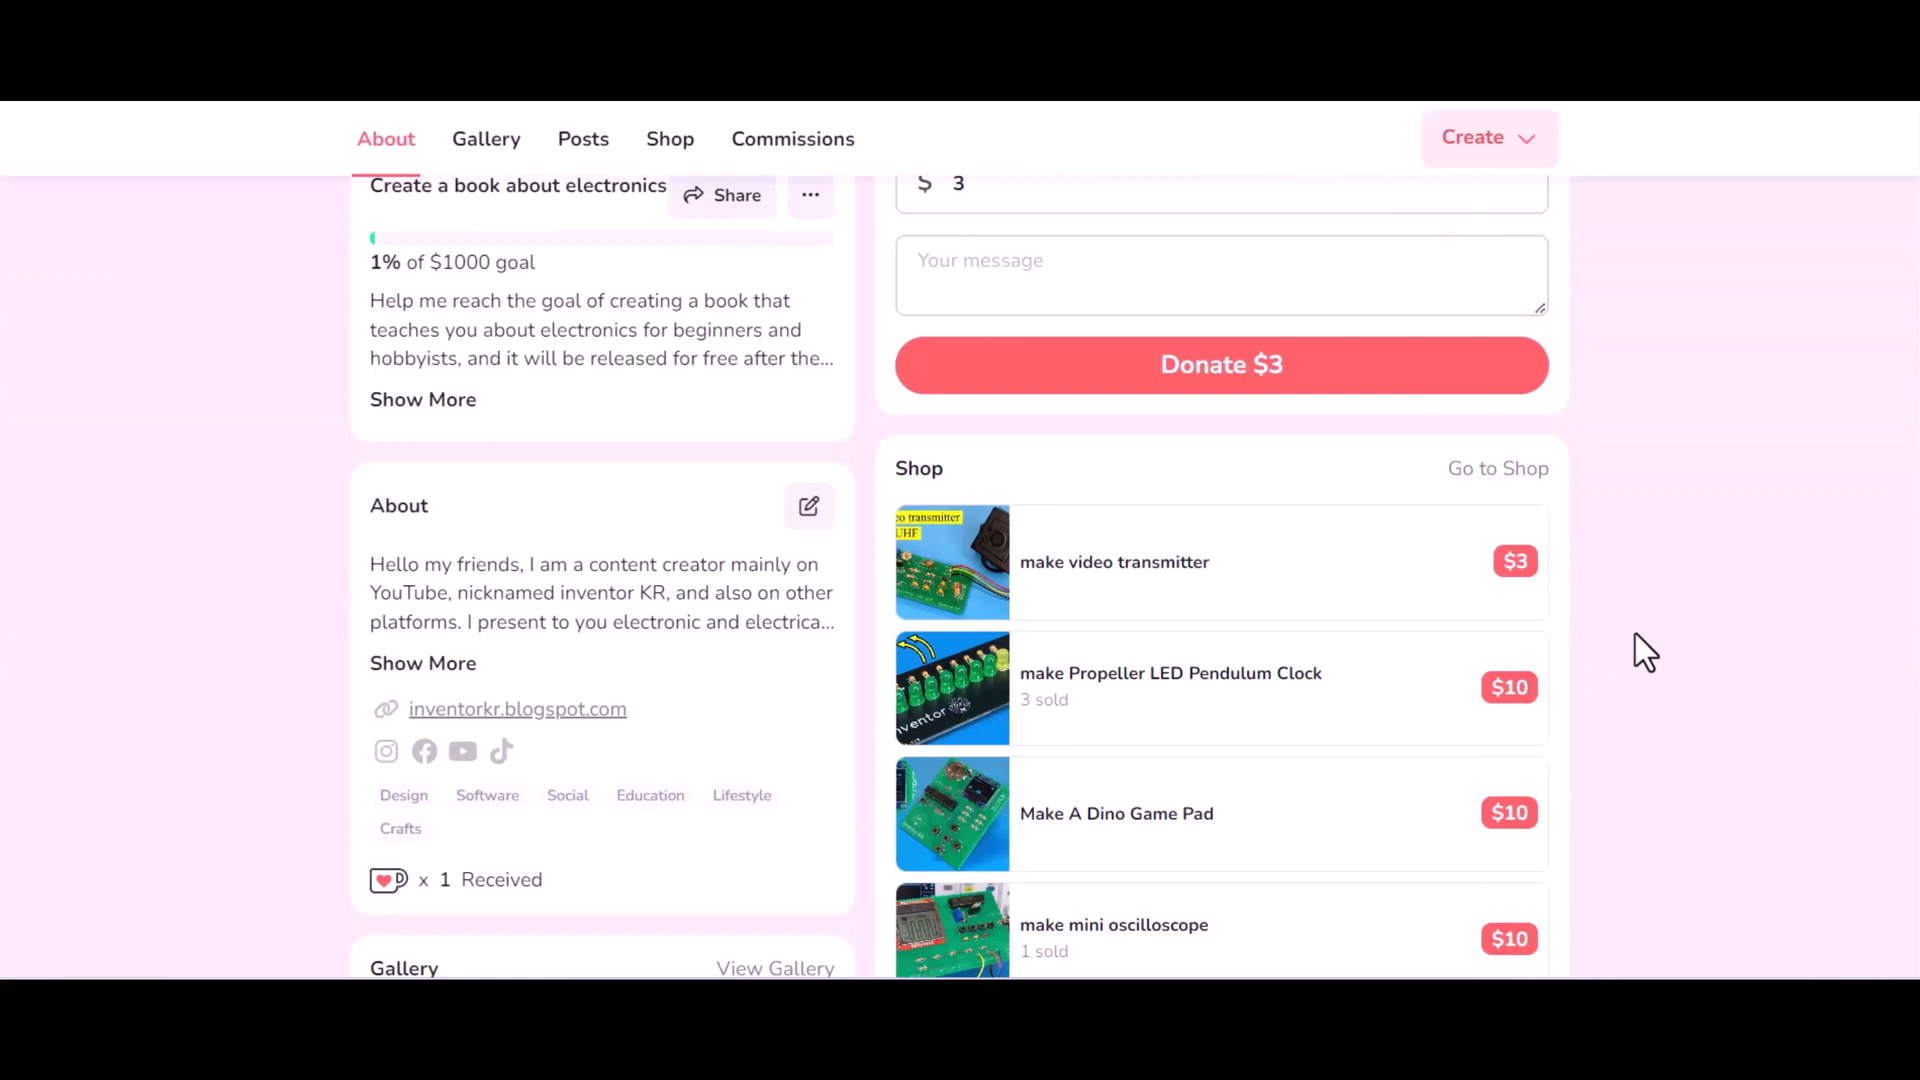 About
Gallery
Posts
Shop
Commissions
Create
Create a book about electronics
Share
1% of $1000 goal
Help me reach the goal of creating a book that
teaches you about electronics for beginners and
hobbyists, and it will be released for free after the...
Show More
About
Hello my friends, I am a content creator mainly on
YouTube, nicknamed inventor KR, and also on other
platforms. I present to you electronic and electrica...
Show More
inventorkr.blogspot.com
Design Software Social Education Lifestyle
Crafts
x 1 Received
Gallery
View Gallery
$ 3
Your message
Donate $3
Shop
Go to Shop
co transmitter
UHF
make video transmitter
$3
nventor
make Propeller LED Pendulum Clock
3 sold
$10
Make A Dino Game Pad
$10
make mini oscilloscope
1 sold
$10